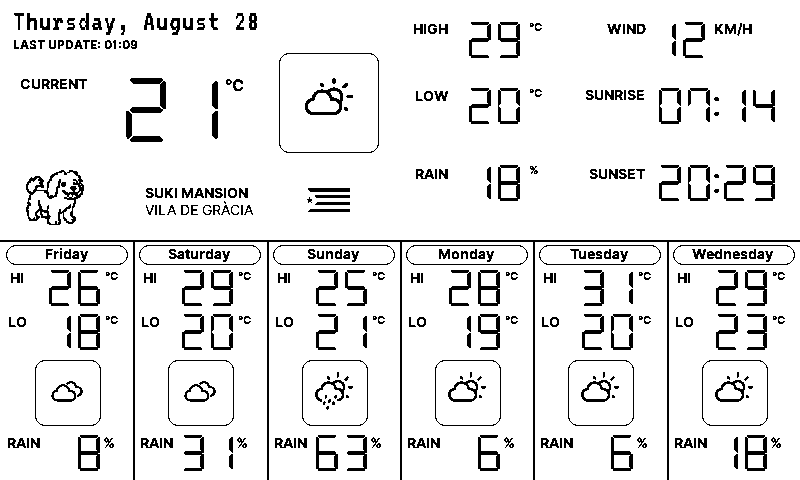 Thursday, August 28
LAST UPDATE: 01:09
CURRENT 21 °C
SUKI MANSION
VILA DE GRÀCIA
HIGH 29 °C
LOW 20 °C
RAIN 18 %
WIND 12 KM/H
SUNRISE 07:14
SUNSET 20:29
Friday
HI 26 °C
LO 18 °C
RAIN 8 %
Saturday
HI 29 °C
LO 20 °C
RAIN 31 %
Sunday
HI 25 °C
LO 21 °C
RAIN 63 %
Monday
HI 28 °C
LO 19 °C
RAIN 6 %
Tuesday
HI 31 °C
LO 20 °C
RAIN 6 %
Wednesday
HI 29 °C
LO 23 °C
RAIN 18 %